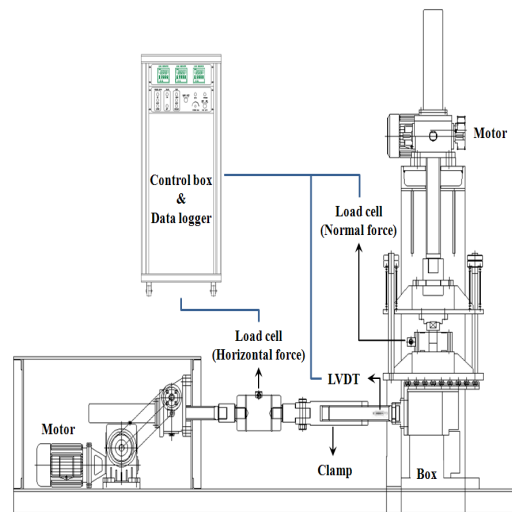 Motor
Control box
&
Data logger
Load cell
(Normal force)
Load cell
(Horizontal force)
LVDT
Motor
Clamp
Box